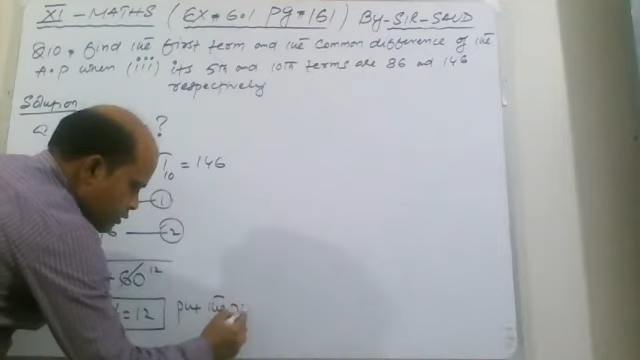 XI - MATHS ( EX # 6.1 Pg # 161 ) By - SIR - SAUD
Q10 * find the first term and the common difference of the
A.P when (iii) its 5th and 10th terms are 86 ad 146
respectively
Solution
a ?
T10 = 146
1
2
60 12
= 12 put the